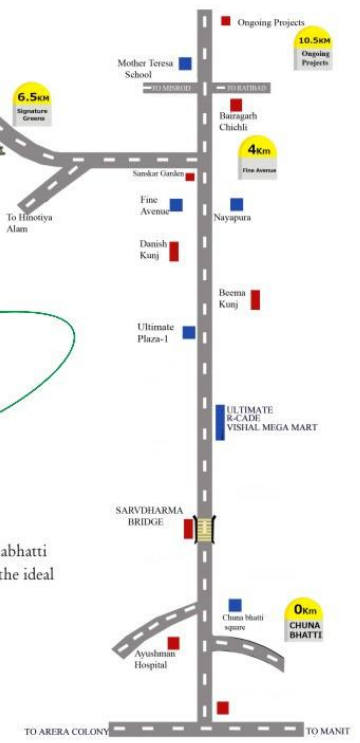 Ongoing Projects
10.5KM
Ongoing
Projects
Mother Teresa
School
TO MISROD
TO RATIBAD
6.5KM
Signature
Greens
Bairagarh
Chichli
4Km
Fine Avenue
Sanskar Garden
To Hinotiya
Alam
Fine
Avenue
Nayapura
Danish
Kunj
Beema
Kunj
Ultimate
Plaza-1
ULTIMATE
R-CADE
VISHAL MEGA MART
SARVDHARMA
BRIDGE
abhatti
the ideal
0Km
CHUNA
BHATTI
Chuna bhatti
square
Ayushman
Hospital
TO ARERA COLONY
TO MANIT